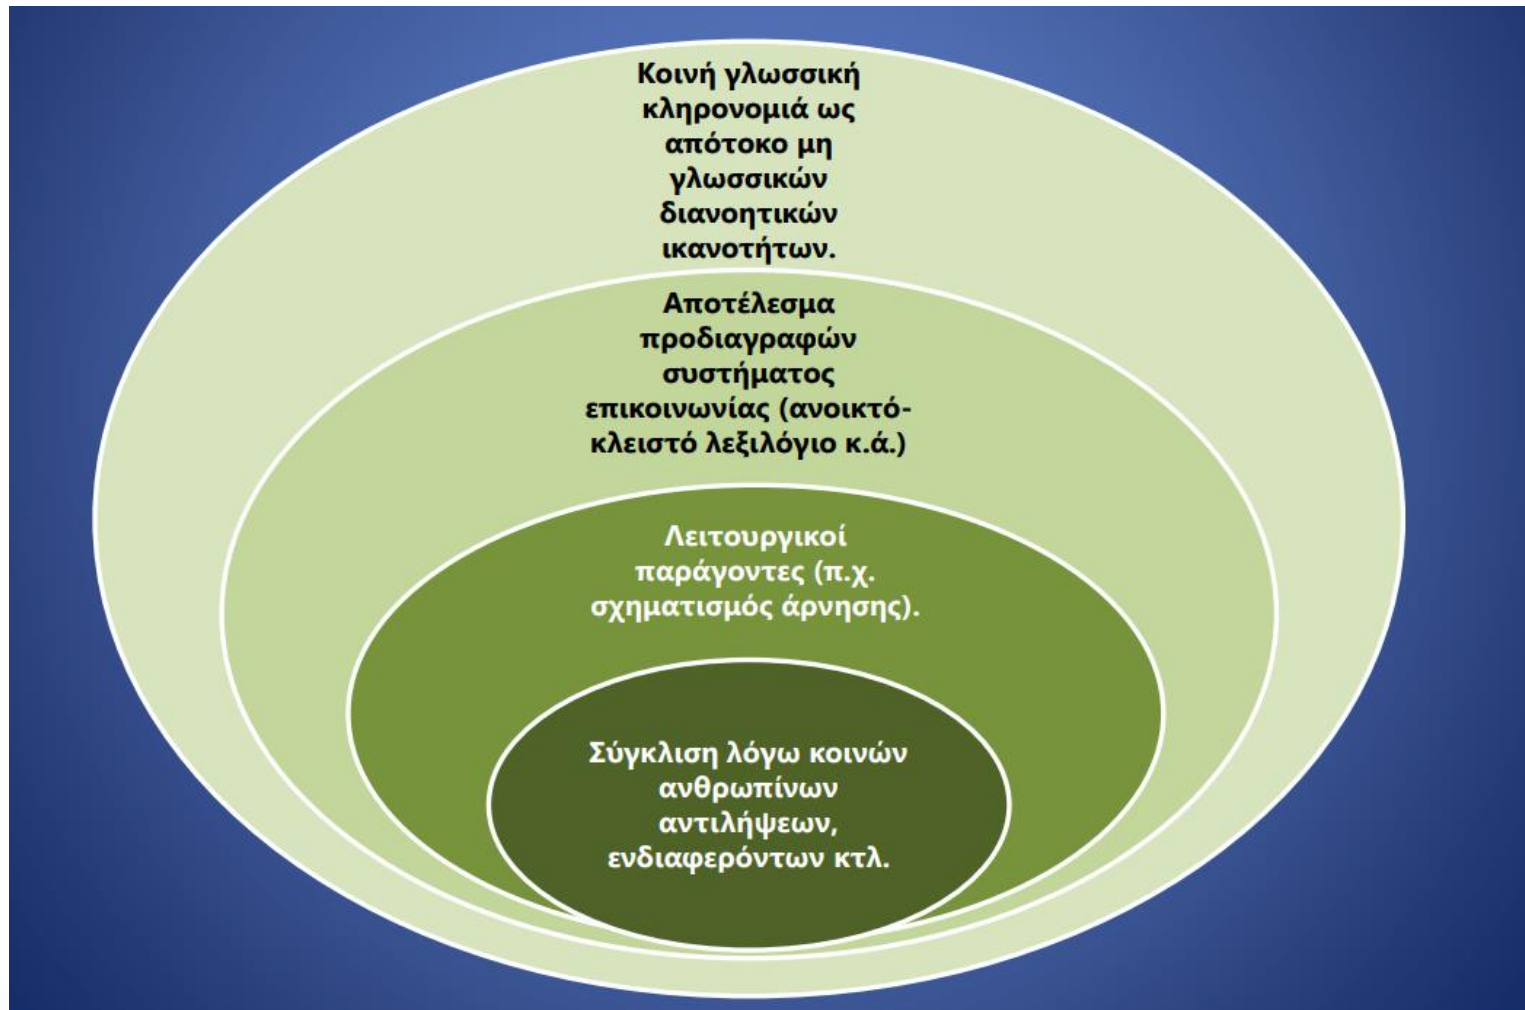 Κοινή γλωσσική
κληρονομιά ως
απότοκο μη
γλωσσικών
διανοητικών
ικανοτήτων.
Αποτέλεσμα
προδιαγραφών
συστήματος
επικοινωνίας (ανοικτό-
κλειστό λεξιλόγιο κ.ά.)
Λειτουργικοί
παράγοντες (π.χ.
σχηματισμός άρνησης).
Σύγκλιση λόγω κοινών
ανθρωπίνων
αντιλήψεων,
ενδιαφερόντων κτλ.